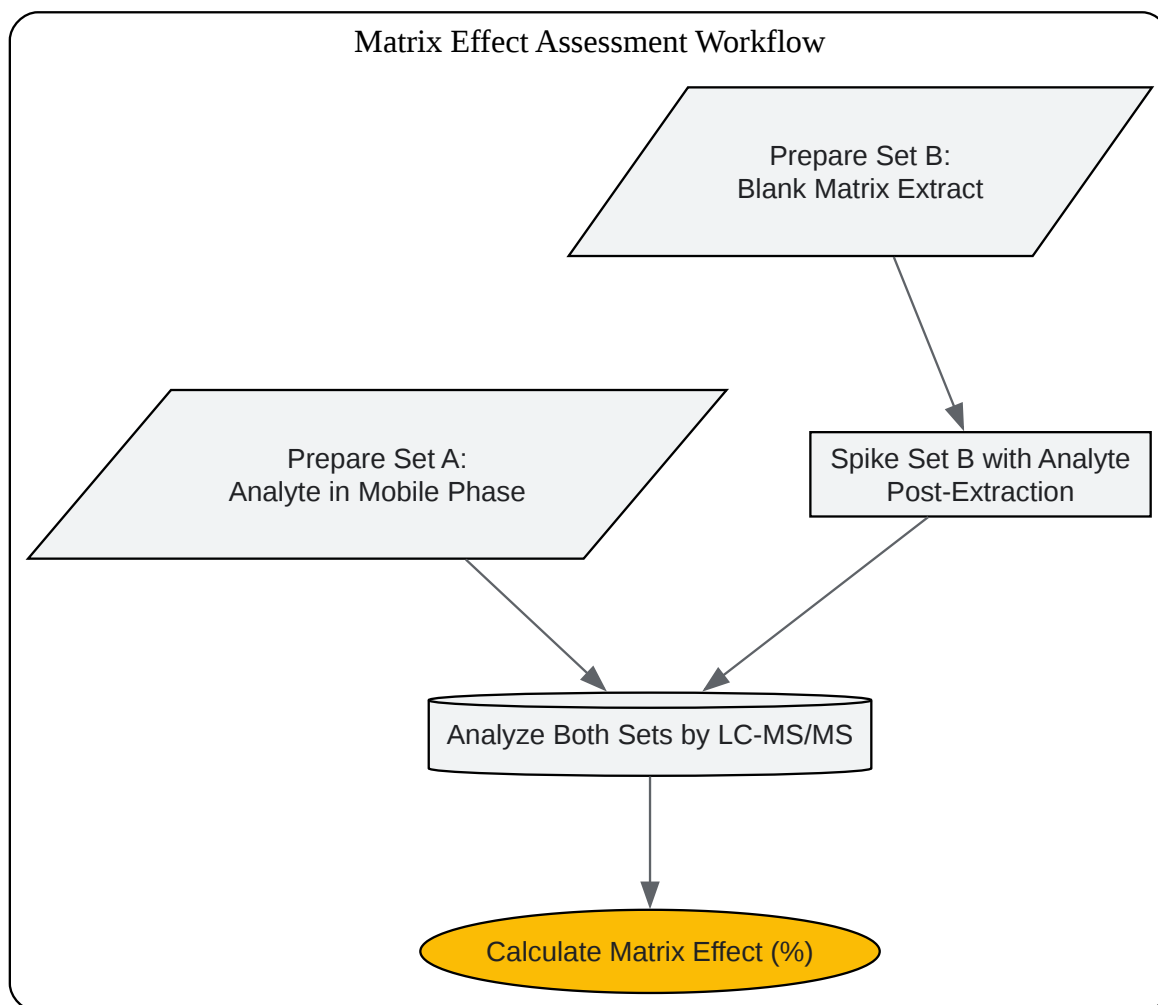 Matrix Effect Assessment Workflow
Prepare Set B:
Blank Matrix Extract
Prepare Set A:
Analyte in Mobile Phase
Spike Set B with Analyte
Post-Extraction
Analyze Both Sets by LC-MS/MS
Calculate Matrix Effect (%)